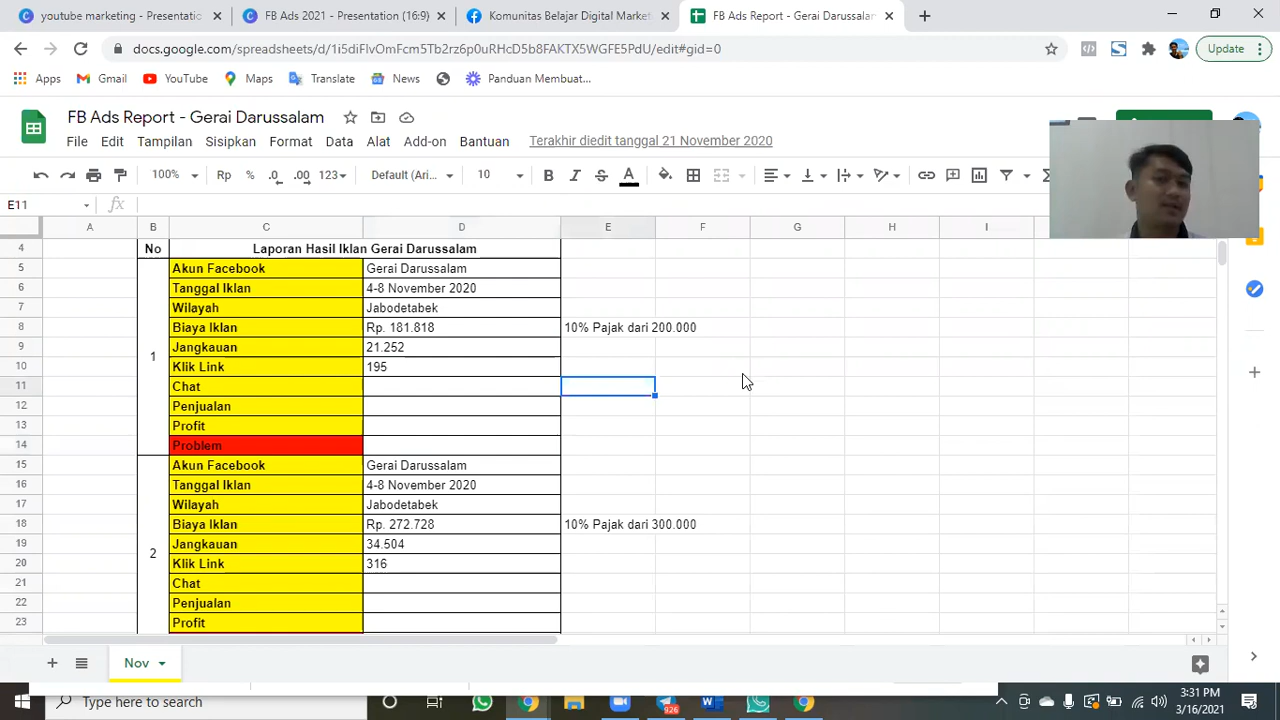 youtube marketing - Presentatio
FB Ads 2021 - Presentation (16:9)
Komunitas Belajar Digital Market
FB Ads Report - Gerai Darussalam
docs.google.com/spreadsheets/d/1i5diFlvOmFcrT5Tb2rz6p0uRHcD5b8FAKTX5WGFE5PdU/edit#gid=0
Update
Apps
Gmail
YouTube
Maps
Translate
News
Panduan Membuat...
FB Ads Report - Gerai Darussalam
File Edit Tampilan Sisipkan Format Data Alat Add-on Bantuan Terakhir diedit tanggal 21 November 2020
100% Rp % .0 .00 123 Default (Ari... 10 B I S A
E11 fx
A B C D E F G H I
4 No Laporan Hasil Iklan Gerai Darussalam
5 Akun Facebook Gerai Darussalam
6 Tanggal Iklan 4-8 November 2020
7 Wilayah Jabodetabek
8 Biaya Iklan Rp. 181.818 10% Pajak dari 200.000
9 Jangkauan 21.252
1
10 Klik Link 195
11 Chat
12 Penjualan
13 Profit
14 Problem
15 Akun Facebook Gerai Darussalam
16 Tanggal Iklan 4-8 November 2020
17 Wilayah Jabodetabek
18 Biaya Iklan Rp. 272.728 10% Pajak dari 300.000
19 Jangkauan 34.504
2
20 Klik Link 316
21 Chat
22 Penjualan
23 Profit
Nov
Type here to search
926
3:31 PM
3/16/2021